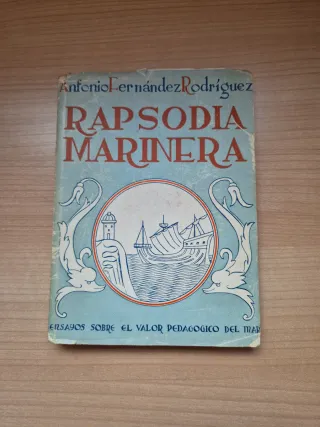 Antonio Fernández Rodríguez
RAPSODIA
MARINERA
ENSAYOS SOBRE EL VALOR PEDAGOGICO DEL MAR